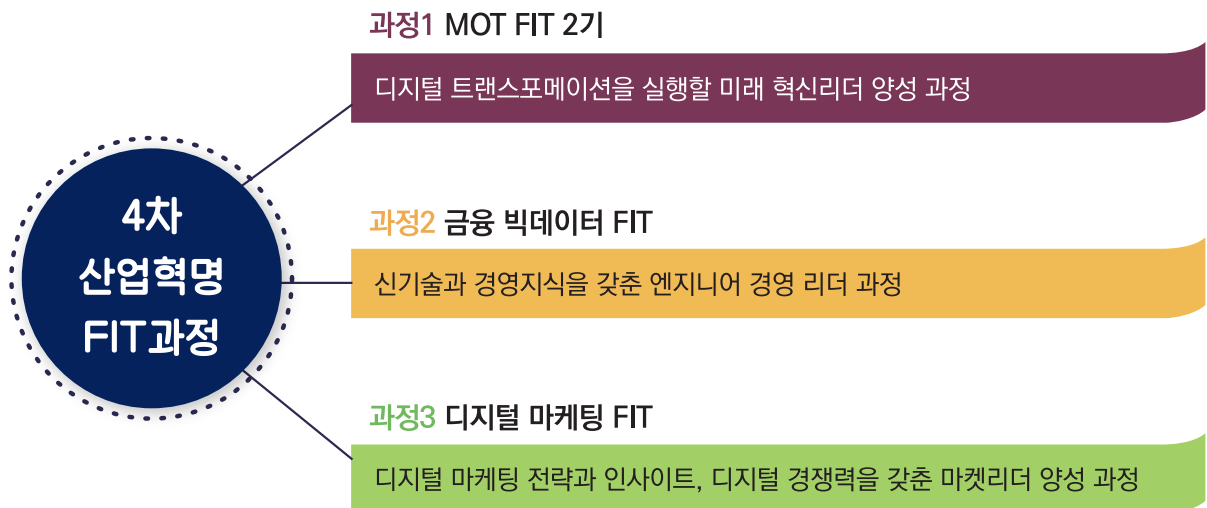 과정1 MOT FIT 2기
디지털 트랜스포메이션을 실행할 미래 혁신리더 양성 과정
4차
산업혁명
FIT과정
과정2 금융 빅데이터 FIT
신기술과 경영지식을 갖춘 엔지니어 경영 리더 과정
과정3 디지털 마케팅 FIT
디지털 마케팅 전략과 인사이트, 디지털 경쟁력을 갖춘 마켓리더 양성 과정